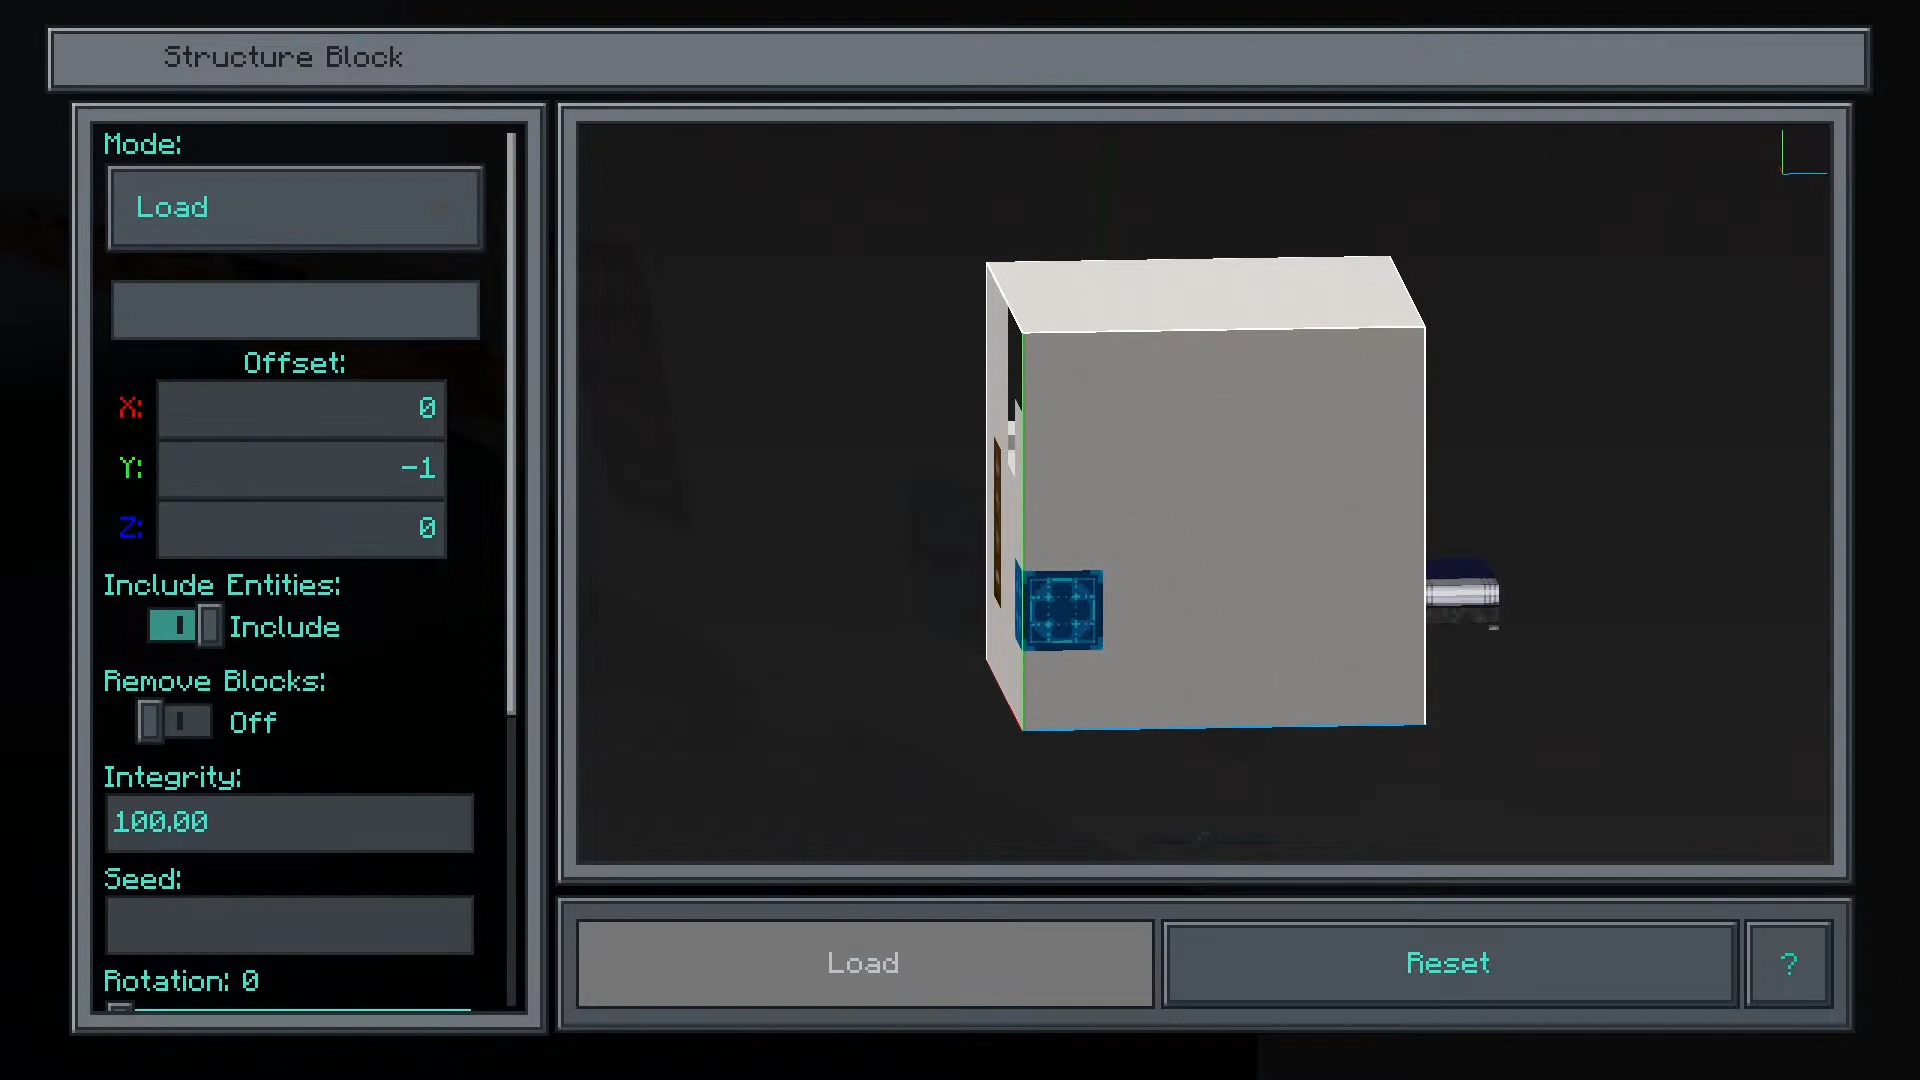 Structure Block
Mode:
Load
Offset:
X: 0
Y: -1
Z: 0
Include Entities:
Include
Remove Blocks:
Off
Integrity:
100.00
Seed:
Rotation: 0
Load
Reset
?